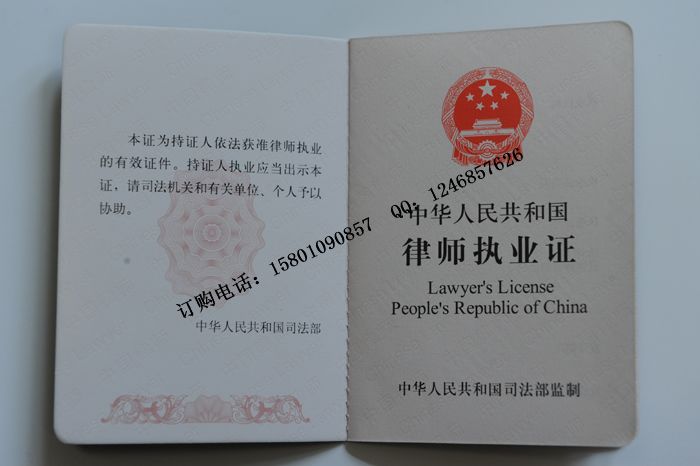 本证为持证人依法获准律师执业
的有效证件。持证人执业应当出示本
证，请司法机关和有关单位、个人予以
协助。
中华人民共和国司法部
中华人民共和国
律师执业证
Lawyer's License
People's Republic of China
中华人民共和国司法部监制
订购电话：15801090857 QQ：1246857626